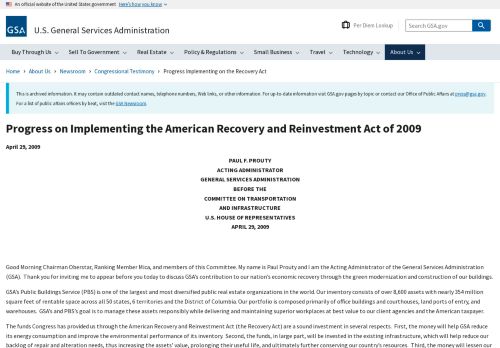 An official website of the United States government Here's how you know
GSA
U.S. General Services Administration
Per Diem Lookup
Search GSA.gov
Buy Through Us
Sell To Government
Real Estate
Policy & Regulations
Small Business
Travel
Technology
About Us
Home › About Us › Newsroom › Congressional Testimony › Progress Implementing on the Recovery Act
This is archived information. It may contain outdated contact names, telephone numbers, Web links, or other information. For up-to-date information visit GSA.gov pages by topic or contact our Office of Public Affairs at press@gsa.gov.
For a list of public affairs officers by beat, visit the GSA Newsroom.
Progress on Implementing the American Recovery and Reinvestment Act of 2009
April 29, 2009
PAUL F. PROUTY
ACTING ADMINISTRATOR
GENERAL SERVICES ADMINISTRATION
BEFORE THE
COMMITTEE ON TRANSPORTATION
AND INFRASTRUCTURE
U.S. HOUSE OF REPRESENTATIVES
APRIL 29, 2009
Good Morning Chairman Oberstar, Ranking Member Mica, and members of this Committee. My name is Paul Prouty and I am the Acting Administrator of the General Services Administration
(GSA). Thank you for inviting me to appear before you today to discuss GSA's contribution to our nation's economic recovery through the green modernization and construction of our buildings.
GSA's Public Buildings Service (PBS) is one of the largest and most diversified public real estate organizations in the world. Our inventory consists of over 8,600 assets with nearly 354 million
square feet of rentable space across all 50 states, 6 territories and the District of Columbia. Our portfolio is composed primarily of office buildings and courthouses, land ports of entry, and
warehouses. GSA's and PBS's goal is to manage these assets responsibly while delivering and maintaining superior workplaces at best value to our client agencies and the American taxpayer.
The funds Congress has provided us through the American Recovery and Reinvestment Act (the Recovery Act) are a sound investment in several respects. First, the money will help GSA reduce
its energy consumption and improve the environmental performance of its inventory. Second, the funds, in large part, will be invested in the existing infrastructure, which will help reduce our
backlog of repair and alteration needs, thus increasing the assets' value, prolonging their useful life, and ultimately further conserving our country's resources. Third, the money will lessen our